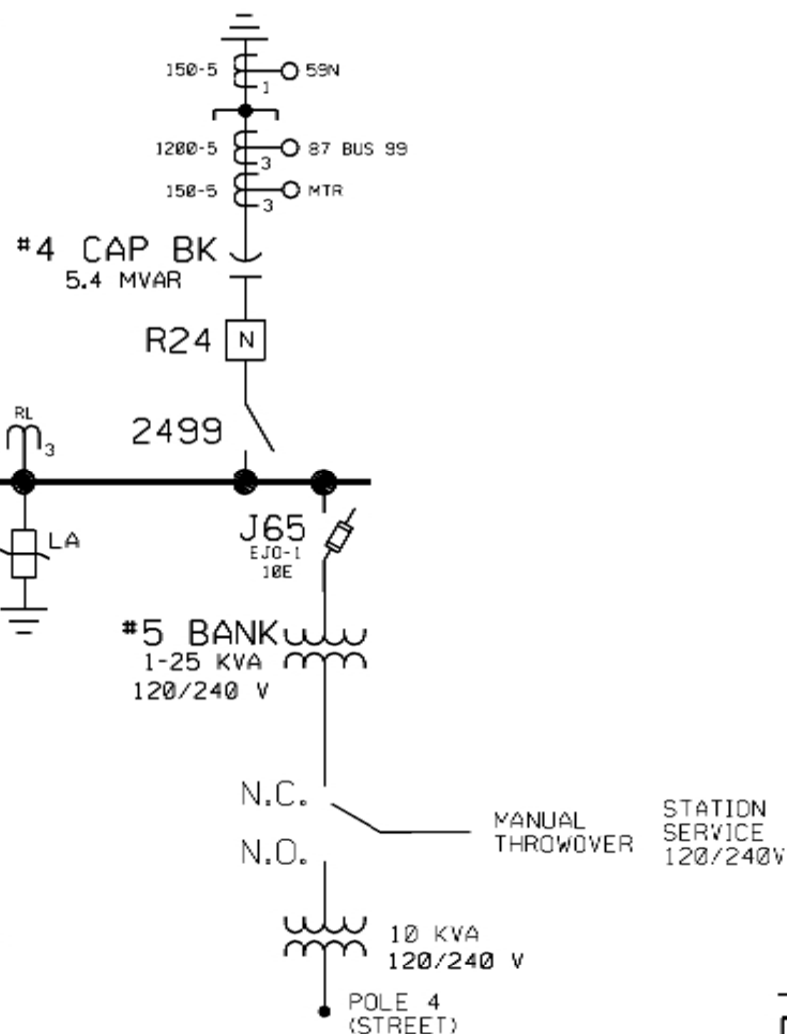 150-5
59N
1
1200-5
87 BUS 99
3
150-5
MTR
3
#4 CAP BK
5.4 MVAR
R24
N
RL
3
2499
LA
J65
EJO-1
10E
#5 BANK
1-25 KVA
120/240 V
N.C.
MANUAL
THROWOVER
STATION
SERVICE
120/240V
N.O.
10 KVA
120/240 V
POLE 4
(STREET)